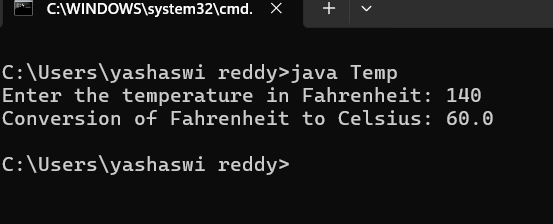 C:\WINDOWS\system32\cmd.
C:\Users\yashaswi reddy>java Temp
Enter the temperature in Fahrenheit: 140
Conversion of Fahrenheit to Celsius: 60.0
C:\Users\yashaswi reddy>